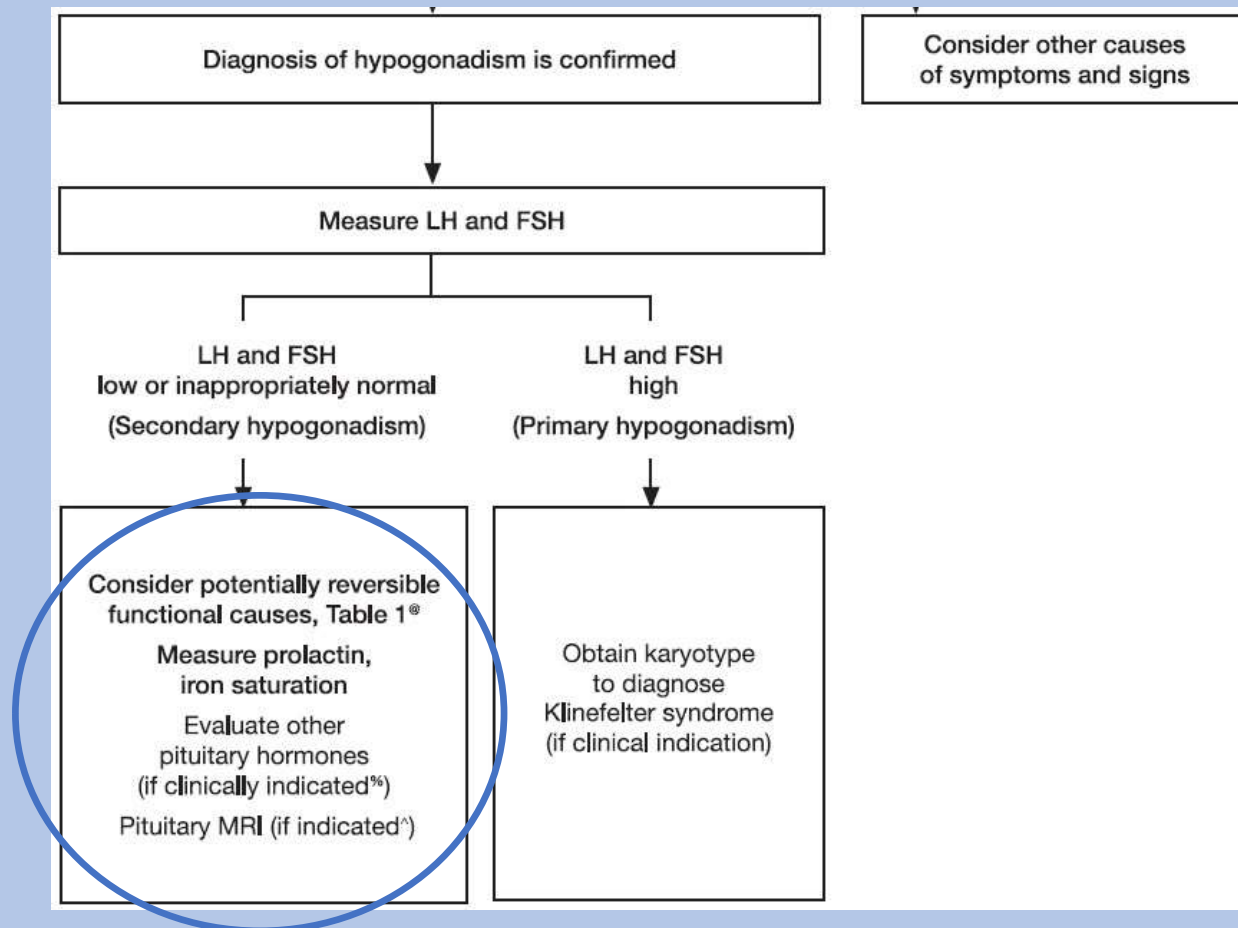 Diagnosis of hypogonadism is confirmed
Consider other causes
of symptoms and signs
Measure LH and FSH
LH and FSH
low or inappropriately normal
(Secondary hypogonadism)
LH and FSH
high
(Primary hypogonadism)
Consider potentially reversible
functional causes, Table 1@
Measure prolactin,
iron saturation
Evaluate other
pituitary hormones
(if clinically indicated%)
Pituitary MRI (if indicated^)
Obtain karyotype
to diagnose
Klinefelter syndrome
(if clinical indication)